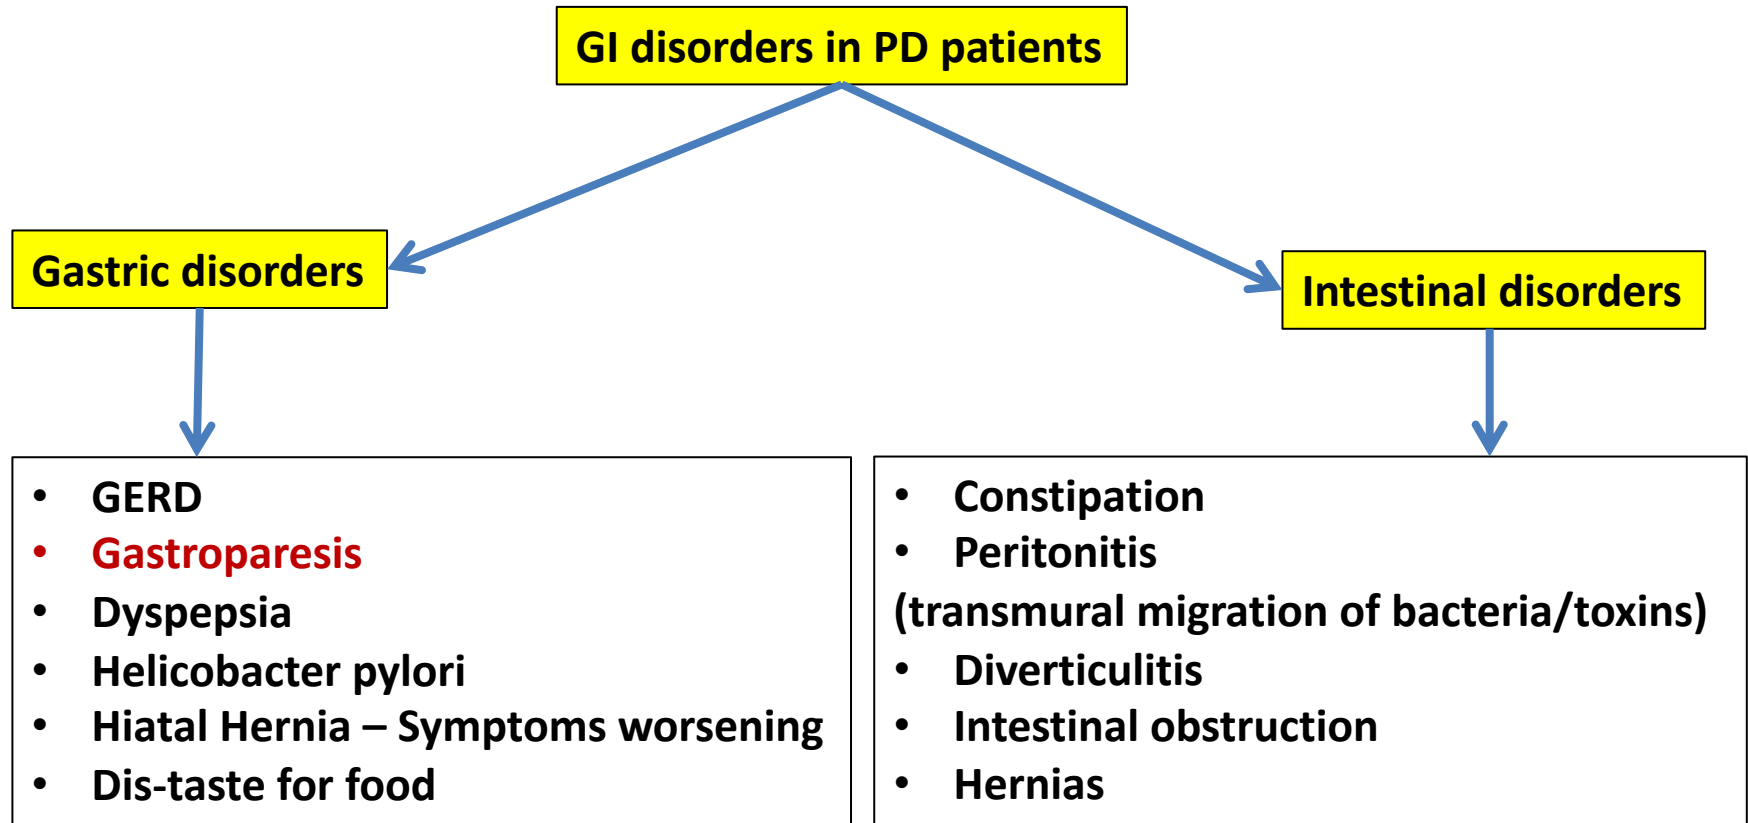 GI disorders in PD patients
Gastric disorders
Intestinal disorders
• GERD
• Gastroparesis
• Dyspepsia
• Helicobacter pylori
• Hiatal Hernia – Symptoms worsening
• Dis-taste for food
• Constipation
• Peritonitis
(transmural migration of bacteria/toxins)
• Diverticulitis
• Intestinal obstruction
• Hernias